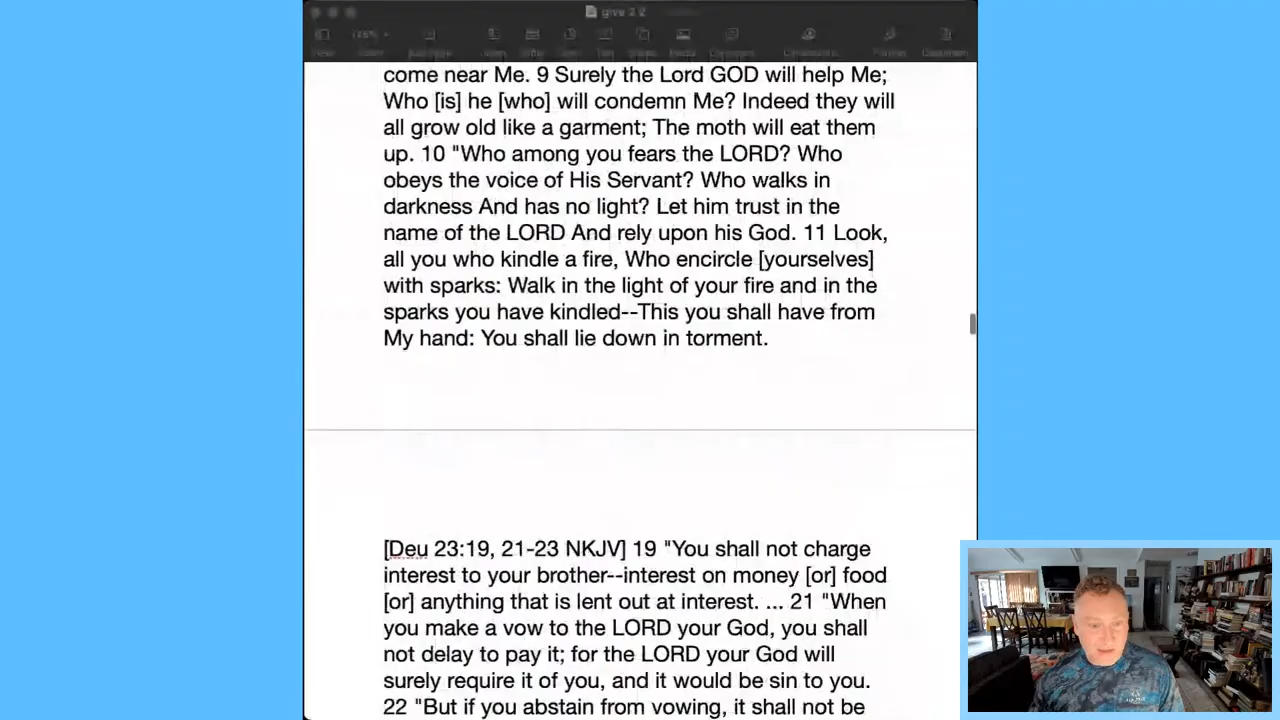 give 2 2
come near Me. 9 Surely the Lord GOD will help Me;
Who [is] he [who] will condemn Me? Indeed they will
all grow old like a garment; The moth will eat them
up. 10 "Who among you fears the LORD? Who
obeys the voice of His Servant? Who walks in
darkness And has no light? Let him trust in the
name of the LORD And rely upon his God. 11 Look,
all you who kindle a fire, Who encircle [yourselves]
with sparks: Walk in the light of your fire and in the
sparks you have kindled--This you shall have from
My hand: You shall lie down in torment.
[Deu 23:19, 21-23 NKJV] 19 "You shall not charge
interest to your brother--interest on money [or] food
[or] anything that is lent out at interest. ... 21 "When
you make a vow to the LORD your God, you shall
not delay to pay it; for the LORD your God will
surely require it of you, and it would be sin to you.
22 "But if you abstain from vowing, it shall not be